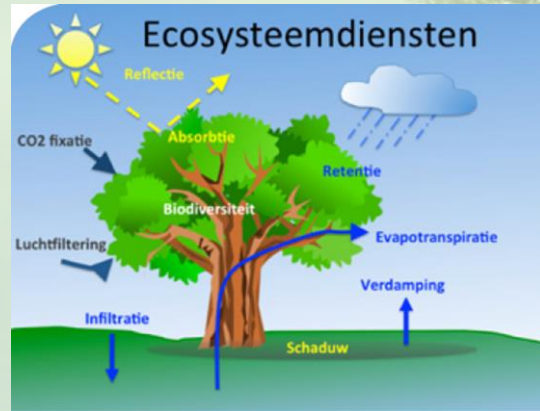 Ecosysteemdiensten
Reflectie
CO2 fixatie
Absorbtie
Retentie
Biodiversiteit
Luchtfiltering
Evapotranspiratie
Verdamping
Infiltratie
Schaduw